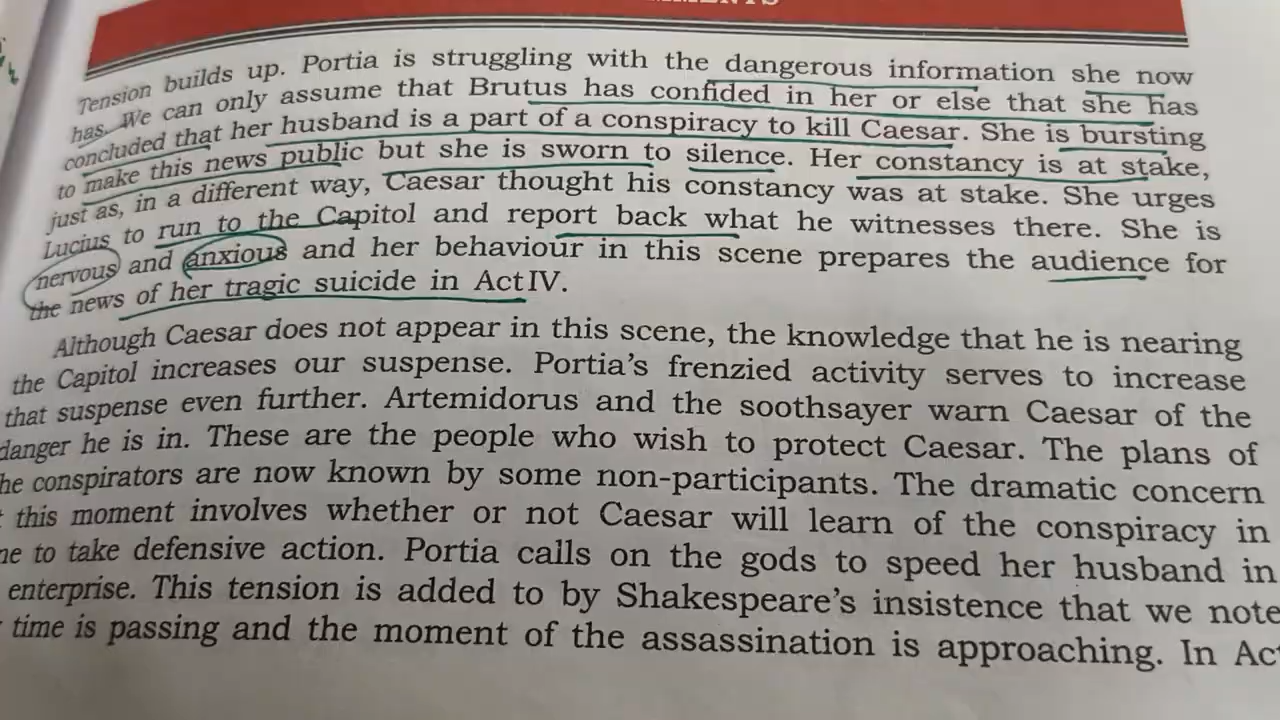 Tension builds up. Portia is struggling with the dangerous information she now
has. We can only assume that Brutus has confided in her or else that she has
concluded that her husband is a part of a conspiracy to kill Caesar. She is bursting
to make this news public but she is sworn to silence. Her constancy is at stake,
just as, in a different way, Caesar thought his constancy was at stake. She urges
Lucius to run to the Capitol and report back what he witnesses there. She is
nervous and anxious and her behaviour in this scene prepares the audience for
the news of her tragic suicide in Act IV.
Although Caesar does not appear in this scene, the knowledge that he is nearing
the Capitol increases our suspense. Portia's frenzied activity serves to increase
that suspense even further. Artemidorus and the soothsayer warn Caesar of the
danger he is in. These are the people who wish to protect Caesar. The plans of
he conspirators are now known by some non-participants. The dramatic concern
this moment involves whether or not Caesar will learn of the conspiracy in
ne to take defensive action. Portia calls on the gods to speed her husband in
enterprise. This tension is added to by Shakespeare's insistence that we note
time is passing and the moment of the assassination is approaching. In Act